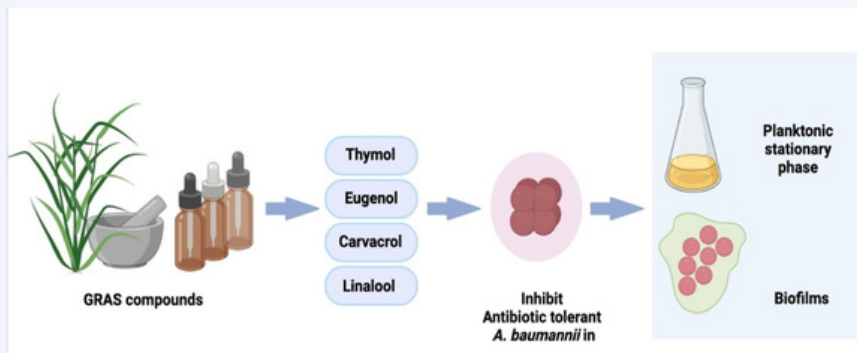 GRAS compounds
Thymol
Eugenol
Carvacrol
Linalool
Inhibit
Antibiotic tolerant
A. baumannii in
Planktonic
stationary
phase
Biofilms